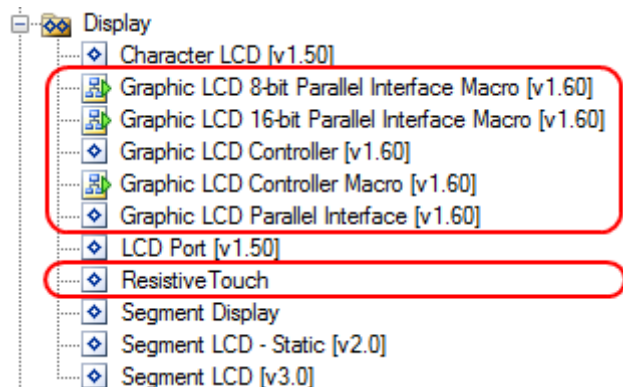 Display
Character LCD [v1.50]
Graphic LCD 8-bit Parallel Interface Macro [v1.60]
Graphic LCD 16-bit Parallel Interface Macro [v1.60]
Graphic LCD Controller [v1.60]
Graphic LCD Controller Macro [v1.60]
Graphic LCD Parallel Interface [v1.60]
LCD Port [v1.50]
ResistiveTouch
Segment Display
Segment LCD - Static [v2.0]
Segment LCD [v3.0]